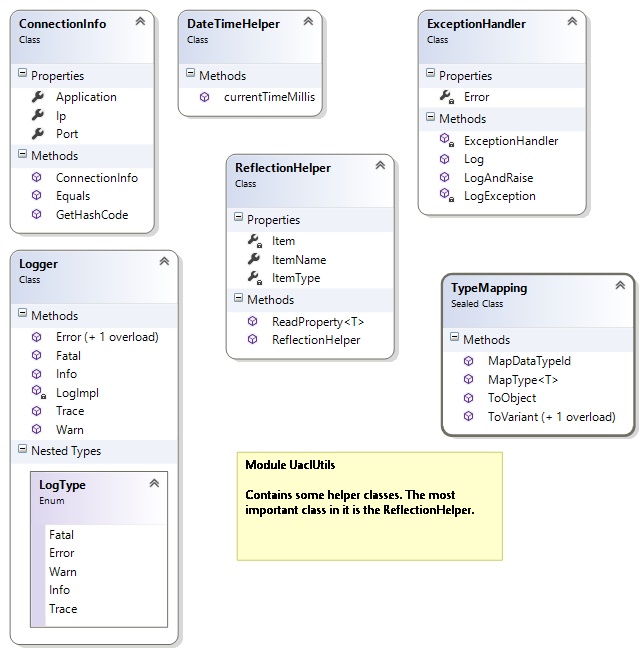 ConnectionInfo
Class
Properties
Application
Ip
Port
Methods
ConnectionInfo
Equals
GetHashCode
DateTimeHelper
Class
Methods
currentTimeMillis
ExceptionHandler
Class
Properties
Error
Methods
ExceptionHandler
Log
LogAndRaise
LogException
ReflectionHelper
Class
Properties
Item
ItemName
ItemType
Methods
ReadProperty<T>
ReflectionHelper
Logger
Class
Methods
Error (+ 1 overload)
Fatal
Info
LogImpl
Trace
Warn
Nested Types
LogType
Enum
Fatal
Error
Warn
Info
Trace
TypeMapping
Sealed Class
Methods
MapDataTypeId
MapType<T>
ToObject
ToVariant (+ 1 overload)
Module UaclUtils
Contains some helper classes. The most
important class in it is the ReflectionHelper.